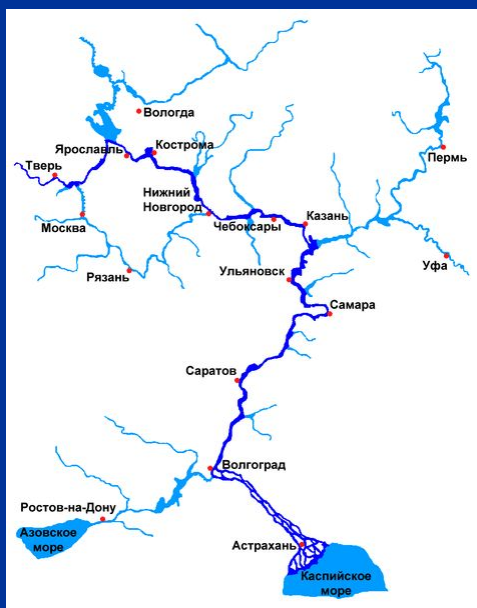 Вологда
Ярославль
Кострома
Тверь
Пермь
Нижний
Новгород
Москва
Чебоксары
Казань
Рязань
Ульяновск
Уфа
Самара
Саратов
Волгоград
Ростов-на-Дону
Азовское
море
Астрахань
Каспийское
море